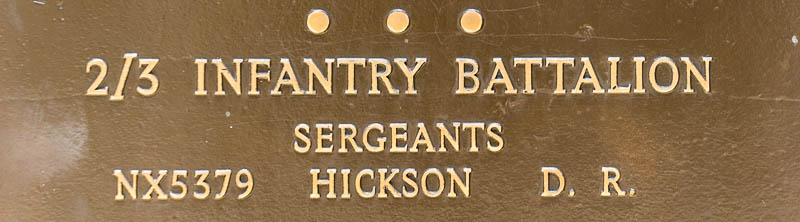 2/3 INFANTRY BATTALION
SERGEANTS
NX5379 HICKSON D. R.